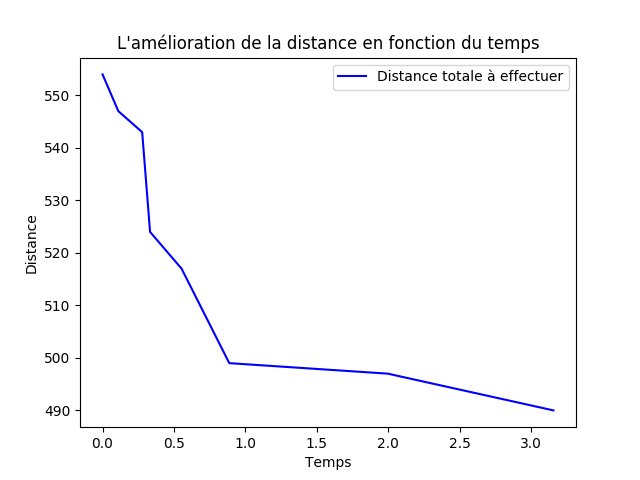 L'amélioration de la distance en fonction du temps
Distance totale à effectuer
Distance
550
540
530
520
510
500
490
0.0 0.5 1.0 1.5 2.0 2.5 3.0
Temps